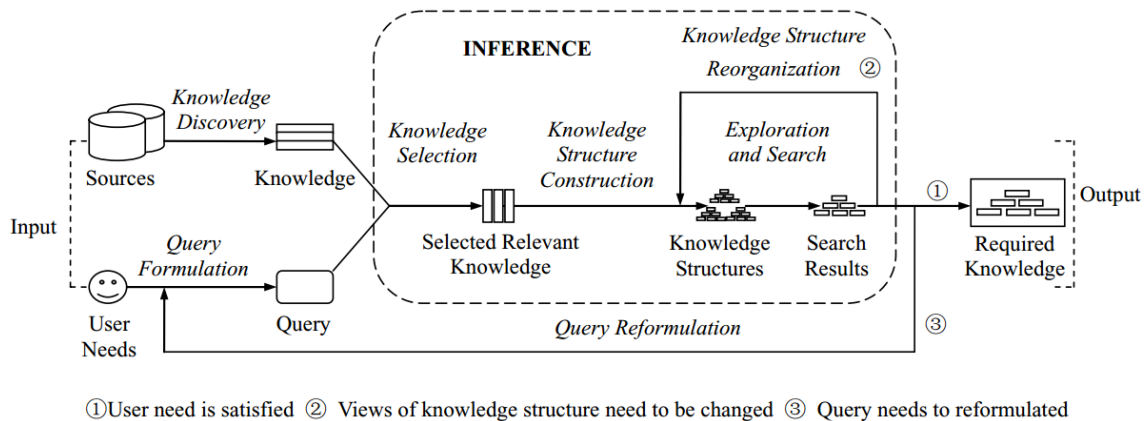 INFERENCE
Knowledge Structure
Reorganization ②
Knowledge
Discovery
Knowledge
Selection
Knowledge
Structure
Construction
Exploration
and Search
Sources
Knowledge
①
Output
Input
Selected Relevant
Knowledge
Knowledge
Structures
Search
Results
Required
Knowledge
Query
Formulation
User
Needs
Query
Query Reformulation
③
①User need is satisfied ② Views of knowledge structure need to be changed ③ Query needs to reformulated